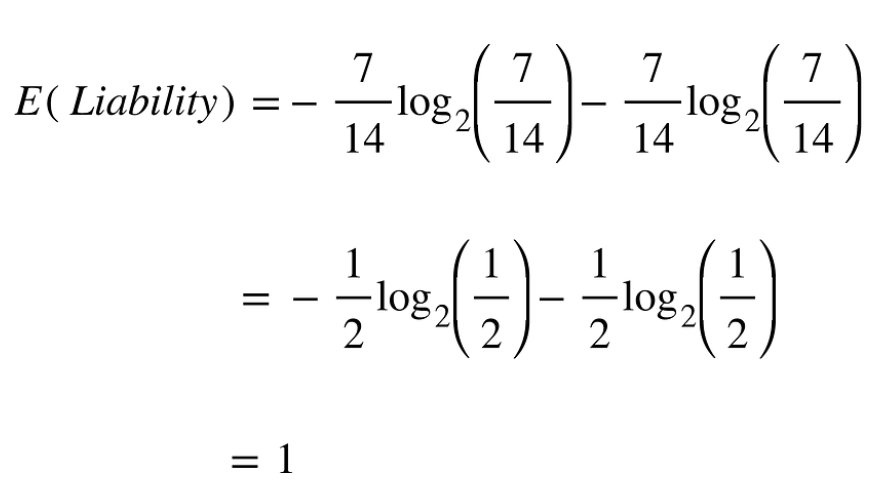 E( Liability) = − 7/14 log₂(7/14) − 7/14 log₂(7/14)
= − 1/2 log₂(1/2) − 1/2 log₂(1/2)
= 1